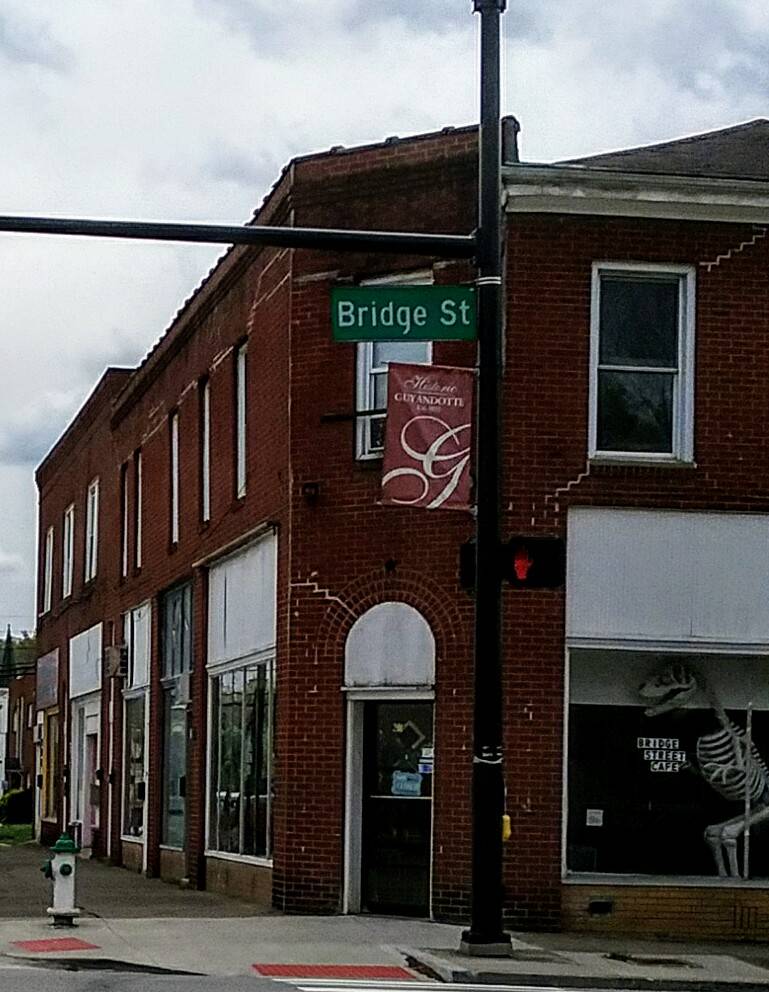 Bridge St
Historic
GUYANDOTTE
G
BRIDGE
STREET
CAFE